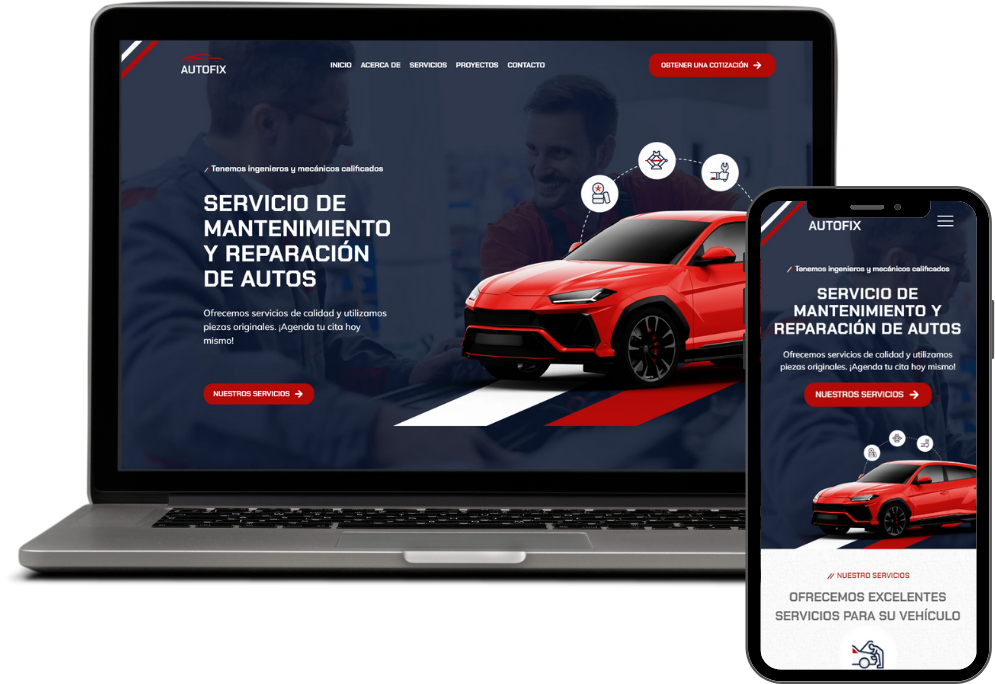 AUTOFIX
INICIO ACERCA DE SERVICIOS PROYECTOS CONTACTO
OBTENER UNA COTIZACIÓN
// Tenemos ingenieros y mecánicos calificados
SERVICIO DE
MANTENIMIENTO
Y REPARACIÓN
DE AUTOS
Ofrecemos servicios de calidad y utilizamos
piezas originales. ¡Agenda tu cita hoy
mismo!
NUESTROS SERVICIOS
AUTOFIX
// Tenemos ingenieros y mecánicos calificados
SERVICIO DE
MANTENIMIENTO Y
REPARACIÓN DE AUTOS
Ofrecemos servicios de calidad y utilizamos
piezas originales. ¡Agenda tu cita hoy mismo!
NUESTROS SERVICIOS
// NUESTRO SERVICIOS
OFRECEMOS EXCELENTES
SERVICIOS PARA SU VEHÍCULO